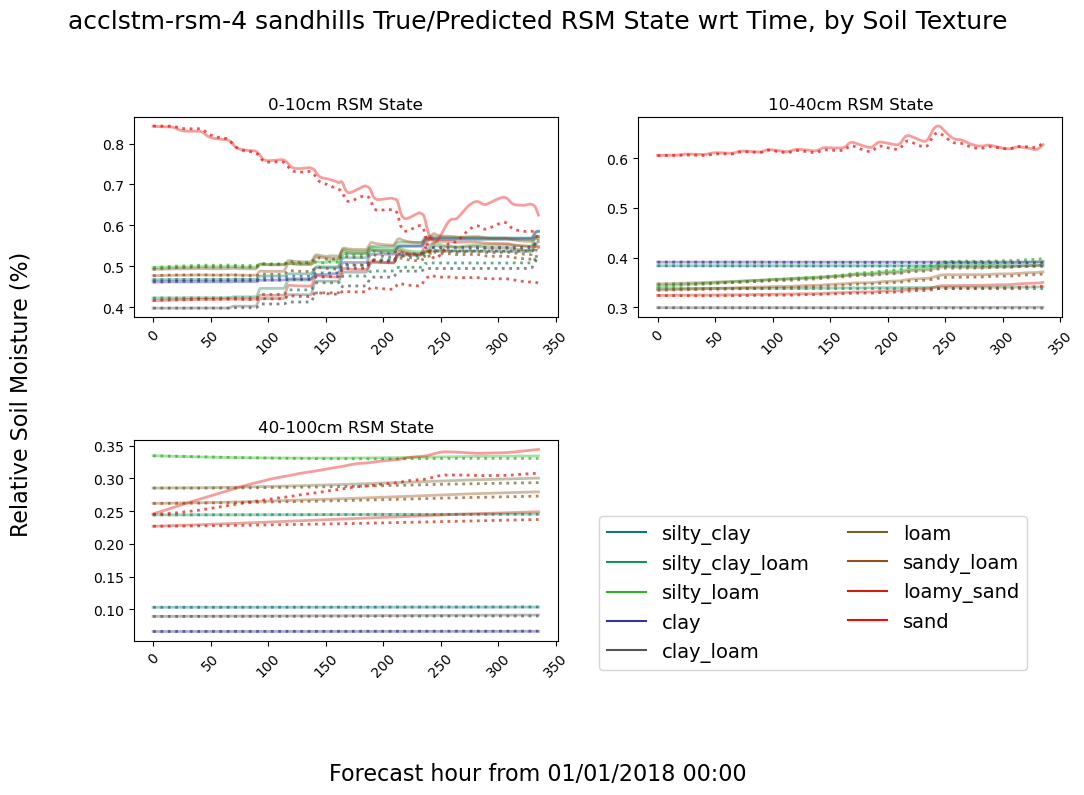 acclstm-rsm-4 sandhills True/Predicted RSM State wrt Time, by Soil Texture
0-10cm RSM State
0.8
0.7
0.6
0.5
0.4
0
50
100
150
200
250
300
350
10-40cm RSM State
0.6
0.5
0.4
0.3
0
50
100
150
200
250
300
350
Relative Soil Moisture (%)
40-100cm RSM State
0.35
0.30
0.25
0.20
0.15
0.10
0
50
100
150
200
250
300
350
silty_clay
silty_clay_loam
silty_loam
clay
clay_loam
loam
sandy_loam
loamy_sand
sand
Forecast hour from 01/01/2018 00:00